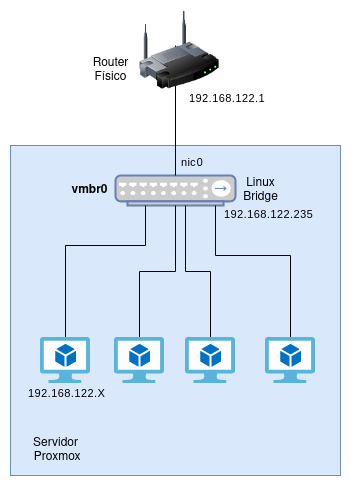 Router
Físico
192.168.122.1
nic0
vmbr0
Linux
Bridge
192.168.122.235
192.168.122.X
Servidor
Proxmox